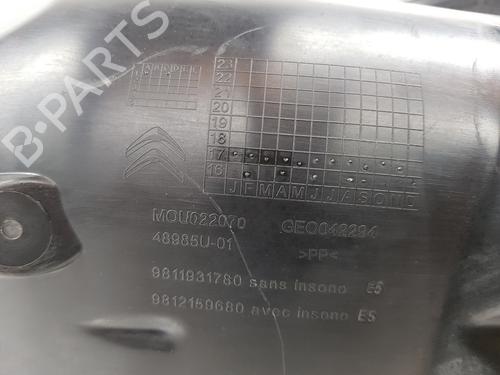 B-PARTS
23
22
21
20
19
18
17
16
J F M A M J J A S O N D
MOU022070 GEO042294
48985U-01 >PP<
9811931780 sans insono E5
9812159680 avec insono E5